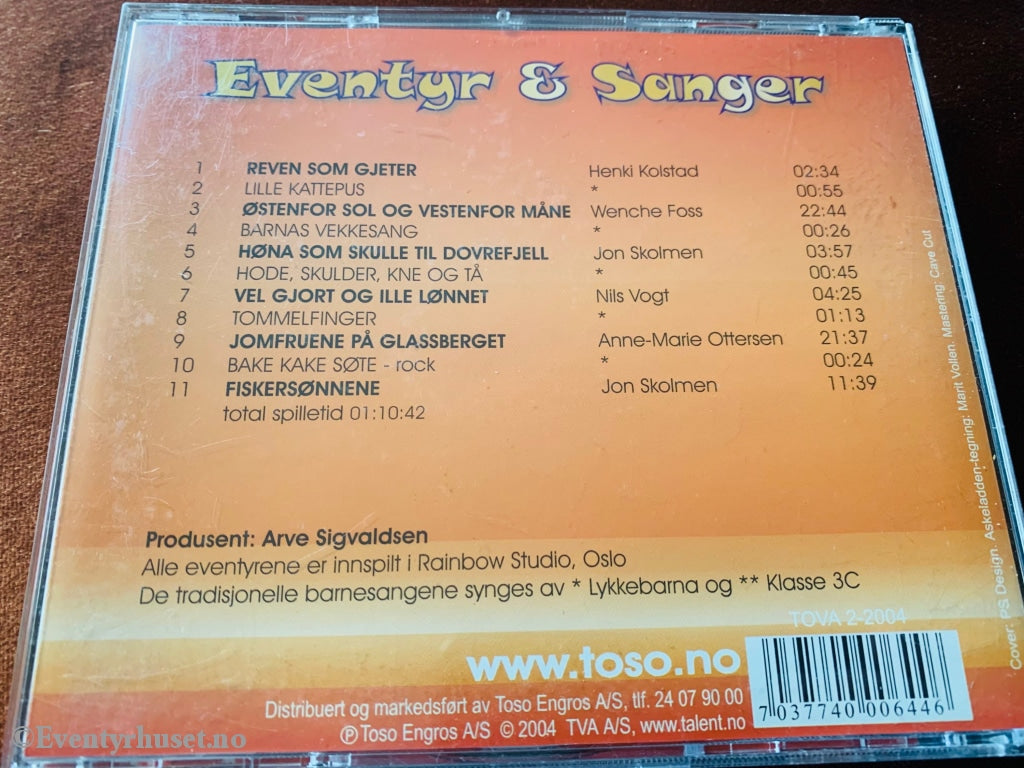 Eventyr & Sanger
1 REVEN SOM GJETER Henki Kolstad 02:34
2 LILLE KATTEPUS * 00:55
3 ØSTENFOR SOL OG VESTENFOR MÅNE Wenche Foss 22:44
4 BARNAS VEKKESANG * 00:26
5 HØNA SOM SKULLE TIL DOVREFJELL Jon Skolmen 03:57
6 HODE, SKULDER, KNE OG TÅ * 00:45
7 VEL GJORT OG ILLE LØNNET Nils Vogt 04:25
8 TOMMELFINGER * 01:13
9 JOMFRUENE PÅ GLASSBERGET Anne-Marie Ottersen 21:37
10 BAKE KAKE SØTE - rock * 00:24
11 FISKERSØNNENE Jon Skolmen 11:39
total spilletid 01:10:42
Produsent: Arve Sigvaldsen
Alle eventyrene er innspilt i Rainbow Studio, Oslo
De tradisjonelle barnesangene synges av * Lykkebarna og ** Klasse 3C
TOVA 2-2004
www.toso.no
Distribuert og markedsført av Toso Engros A/S, tlf. 24 07 90 00
Ⓟ Toso Engros A/S © 2004 TVA A/S, www.talent.no
7 037740 006446
Cover: PS Design. Askeladden-tegning: Marit Vollen. Mastering: Cave Cut
©Eventyrhuset.no